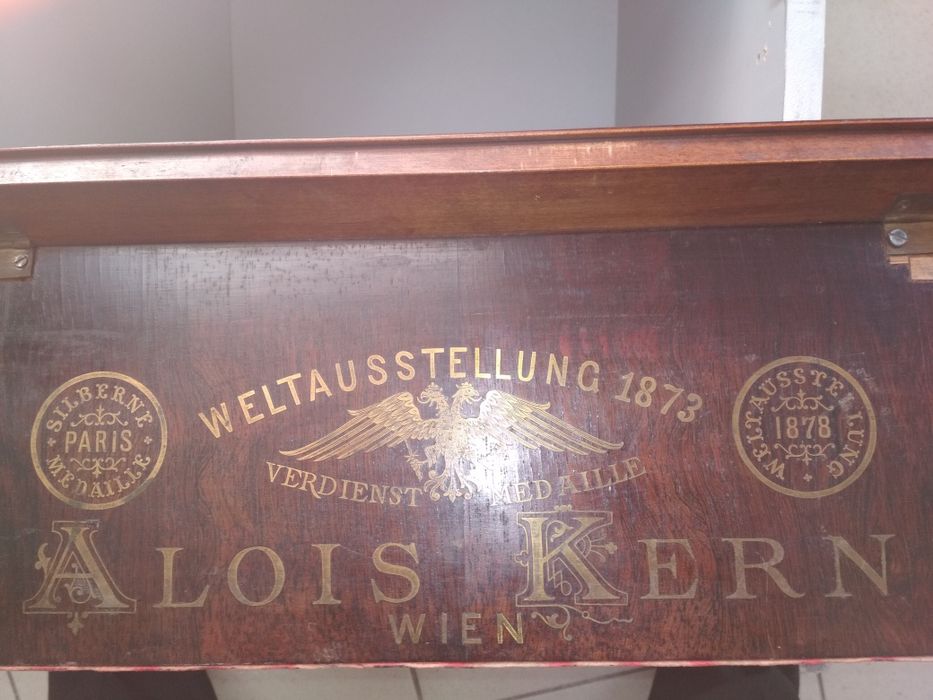 WELTAUSSTELLUNG 1873
VERDIENST MEDAILLE
SILBERNE
PARIS
MEDAILLE
WELTAUSSTELLUNG
1878
ALOIS KERN
WIEN